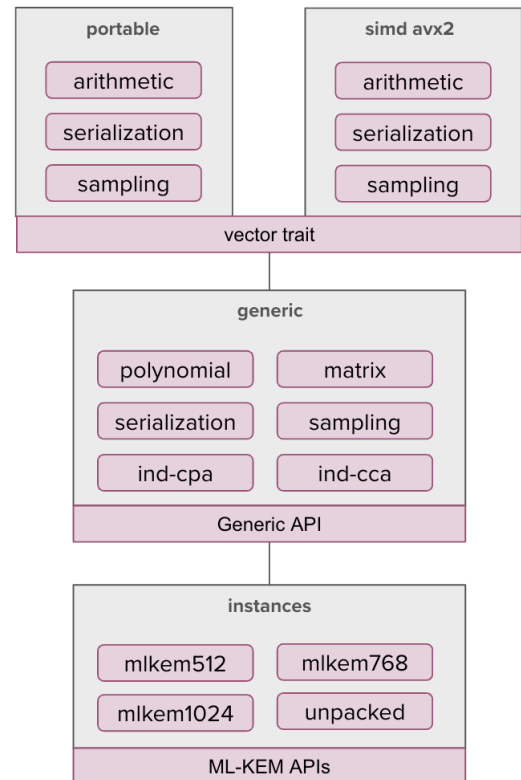 portable
arithmetic
serialization
sampling
simd avx2
arithmetic
serialization
sampling
vector trait
generic
polynomial
matrix
serialization
sampling
ind-cpa
ind-cca
Generic API
instances
mlkem512
mlkem768
mlkem1024
unpacked
ML-KEM APIs